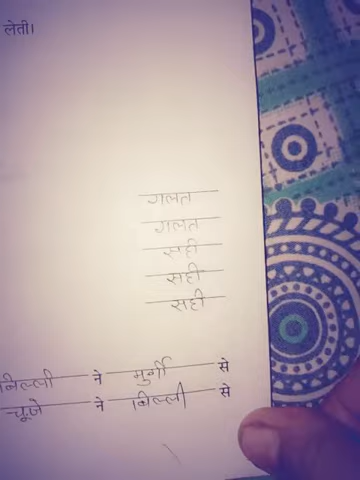 लेती।
गलत
गलत
सही
सही
सही
बिल्ली ने मुर्गी से
चूजे ने बिल्ली से